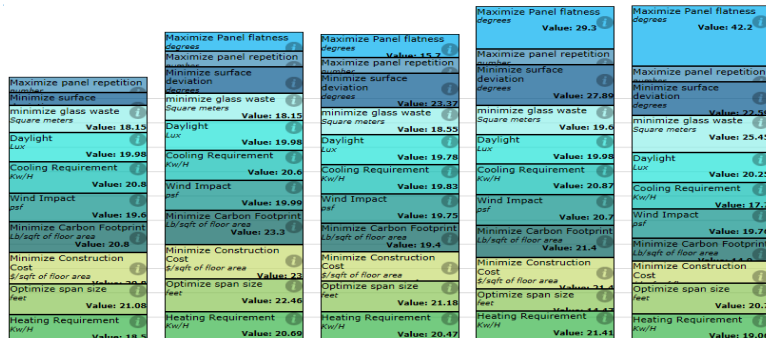 Maximize panel repetition
number
Minimize surface
minimize glass waste
Square meters
Value: 18.15
Daylight
Lux
Value: 19.98
Cooling Requirement
Kw/H
Value: 20.8
Wind Impact
psf
Value: 19.6
Minimize Carbon Footprint
Lb/sqft of floor area
Value: 20.8
Minimize Construction
Cost
$/sqft of floor area
Optimize span size
feet
Value: 21.08
Heating Requirement
Kw/H
Value: 18.5
Maximize Panel flatness
degrees
Maximize panel repetition
Minimize surface
deviation
degrees
minimize glass waste
Square meters
Value: 18.15
Daylight
Lux
Value: 19.98
Cooling Requirement
Kw/H
Value: 20.6
Wind Impact
psf
Value: 19.99
Minimize Carbon Footprint
Lb/sqft of floor area
Value: 23.3
Minimize Construction
Cost
$/sqft of floor area
Value: 23
Optimize span size
feet
Value: 22.46
Heating Requirement
Kw/H
Value: 20.69
Maximize Panel flatness
degrees
Value: 15.7
Maximize panel repetition
number
Minimize surface
deviation
degrees
Value: 23.37
minimize glass waste
Square meters
Value: 18.55
Daylight
Lux
Value: 19.78
Cooling Requirement
Kw/H
Value: 19.83
Wind Impact
psf
Value: 19.75
Minimize Carbon Footprint
Lb/sqft of floor area
Value: 19.4
Minimize Construction
Cost
$/sqft of floor area
Optimize span size
feet
Value: 21.18
Heating Requirement
Kw/H
Value: 20.47
Maximize Panel flatness
degrees
Value: 29.3
Maximize panel repetition
number
Minimize surface
deviation
degrees
Value: 27.89
minimize glass waste
Square meters
Value: 19.6
Daylight
Lux
Value: 19.98
Cooling Requirement
Kw/H
Value: 20.87
Wind Impact
psf
Value: 20.7
Minimize Carbon Footprint
Lb/sqft of floor area
Value: 21.4
Minimize Construction
Cost
$/sqft of floor area
Value: 21.4
Optimize span size
feet
Heating Requirement
Kw/H
Value: 21.41
Maximize Panel flatness
degrees
Value: 42.2
Maximize panel repetition
number
Minimize surface
deviation
degrees
minimize glass waste
Square meters
Value: 25.45
Daylight
Lux
Value: 20.25
Cooling Requirement
Kw/H
Wind Impact
psf
Value: 19.76
Minimize Carbon Footprint
Lb/sqft of floor area
Minimize Construction
Cost
Optimize span size
feet
Heating Requirement
Kw/H
Value: 19.06